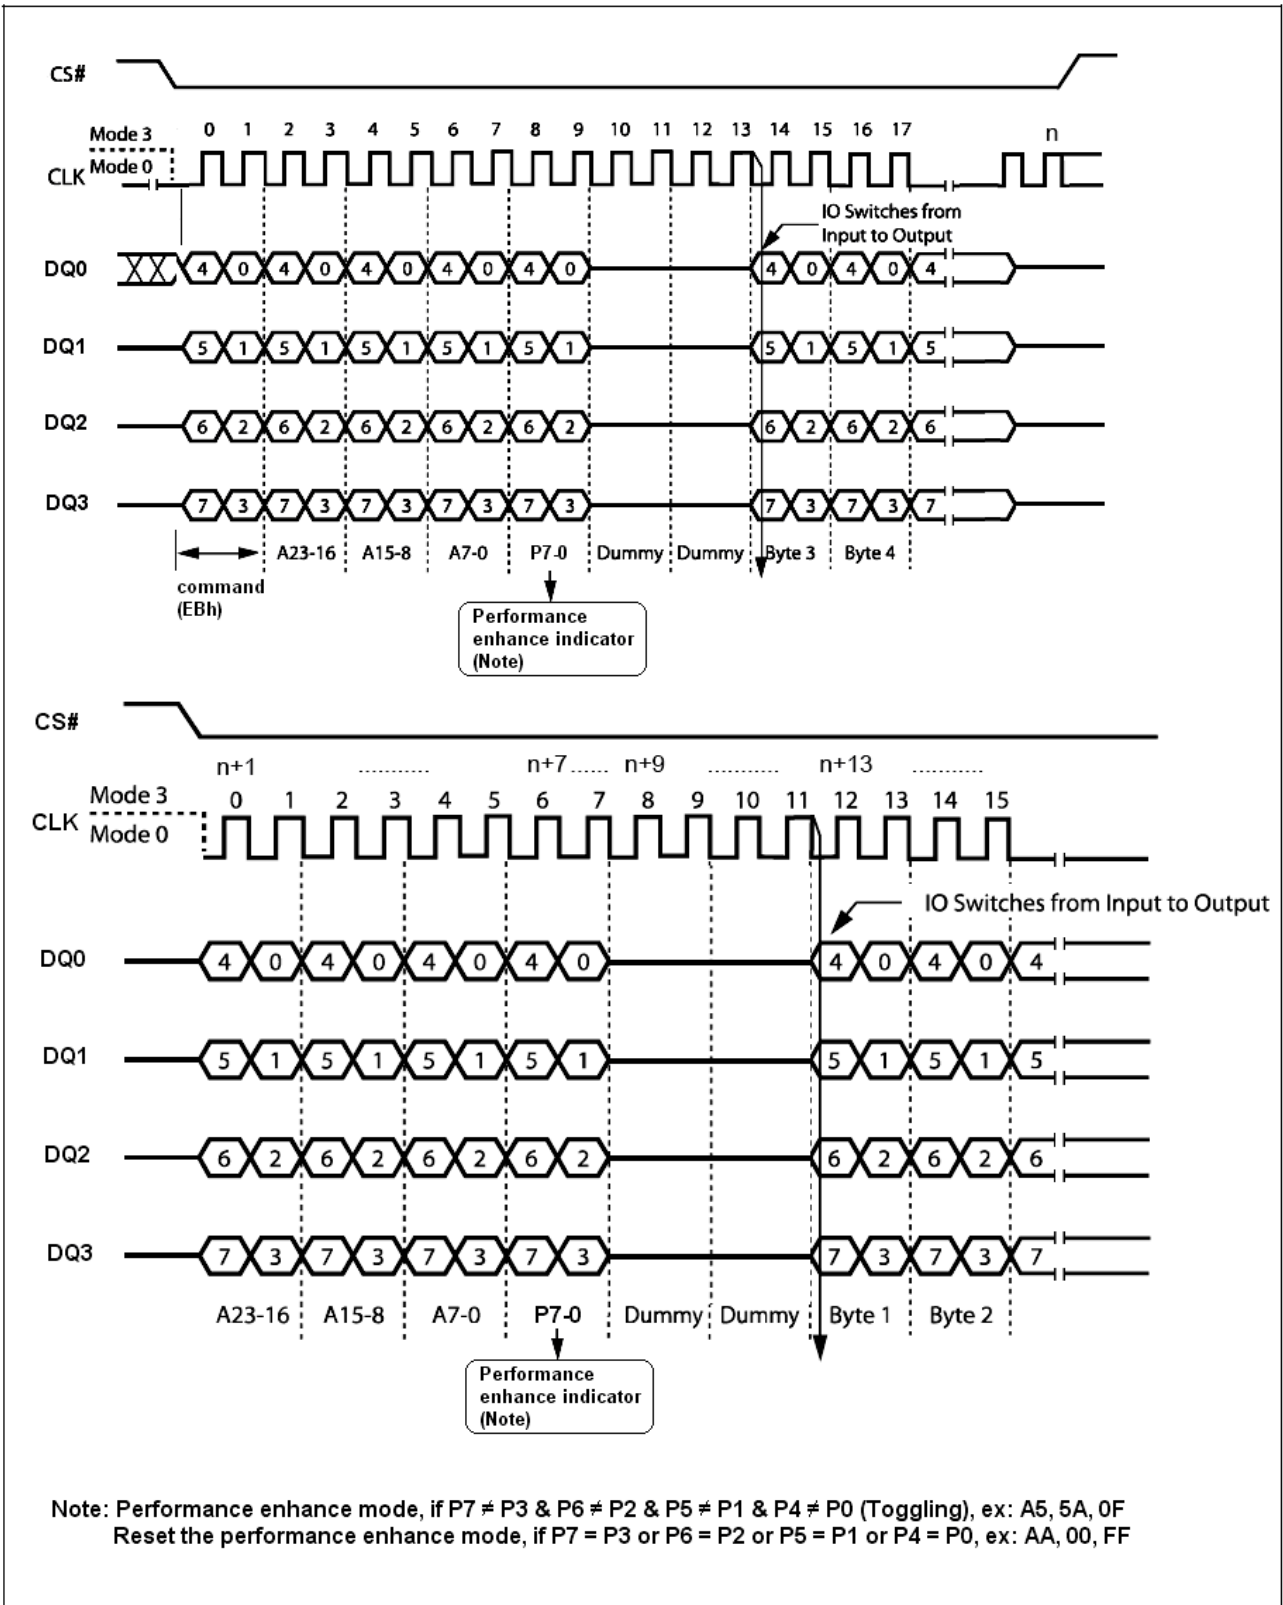 CS#
Mode 3
0 1 2 3 4 5 6 7 8 9 10 11 12 13 14 15 16 17 n
CLK Mode 0
IO Switches from
Input to Output
DQ0 4 0 4 0 4 0 4 0 4 0 4 0 4 0 4
DQ1 5 1 5 1 5 1 5 1 5 1 5 1 5 1 5
DQ2 6 2 6 2 6 2 6 2 6 2 6 2 6 2 6
DQ3 7 3 7 3 7 3 7 3 7 3 7 3 7 3 7
A23-16 A15-8 A7-0 P7-0 Dummy Dummy Byte 3 Byte 4
command
(EBh)
Performance
enhance indicator
(Note)
CS#
n+1 ........... n+7...... n+9 ........... n+13 ...........
Mode 3
0 1 2 3 4 5 6 7 8 9 10 11 12 13 14 15
CLK
Mode 0
IO Switches from Input to Output
DQ0 4 0 4 0 4 0 4 0 4 0 4 0 4
DQ1 5 1 5 1 5 1 5 1 5 1 5 1 5
DQ2 6 2 6 2 6 2 6 2 6 2 6 2 6
DQ3 7 3 7 3 7 3 7 3 7 3 7 3 7
A23-16 A15-8 A7-0 P7-0 Dummy Dummy Byte 1 Byte 2
Performance
enhance indicator
(Note)
Note: Performance enhance mode, if P7 ≠ P3 & P6 ≠ P2 & P5 ≠ P1 & P4 ≠ P0 (Toggling), ex: A5, 5A, 0F
Reset the performance enhance mode, if P7 = P3 or P6 = P2 or P5 = P1 or P4 = P0, ex: AA, 00, FF